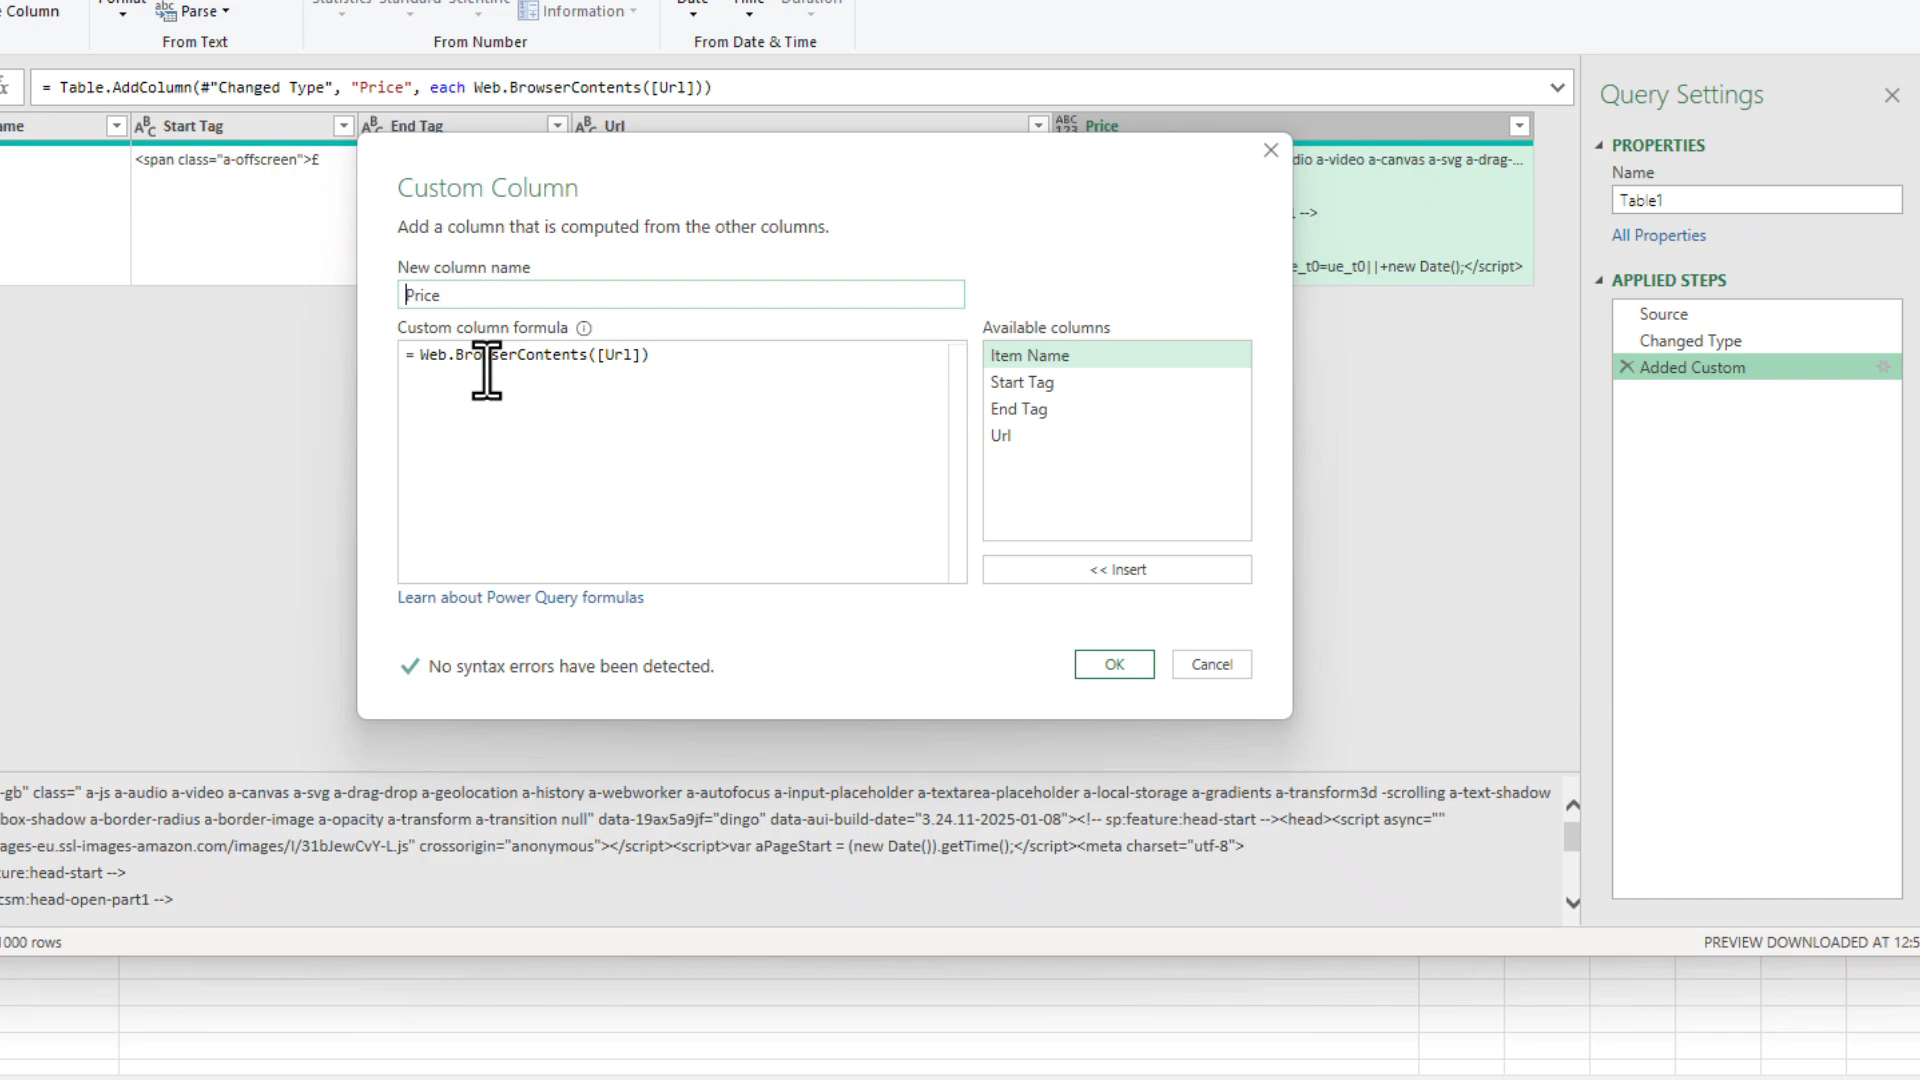 Column
Parse
Information
From Text
From Number
From Date & Time
= Table.AddColumn(#"Changed Type", "Price", each Web.BrowserContents([Url]))
Query Settings
Start Tag
End Tag
Url
Price
<span class="a-offscreen">£
dio a-video a-canvas a-svg a-drag-...
-->
e_t0=ue_t0||+new Date();</script>
PROPERTIES
Name
Table1
All Properties
APPLIED STEPS
Source
Changed Type
Added Custom
Custom Column
Add a column that is computed from the other columns.
New column name
Price
Custom column formula
= Web.BrowserContents([Url])
Available columns
Item Name
Start Tag
End Tag
Url
<< Insert
Learn about Power Query formulas
No syntax errors have been detected.
OK
Cancel
-gb" class=" a-js a-audio a-video a-canvas a-svg a-drag-drop a-geolocation a-history a-webworker a-autofocus a-input-placeholder a-textarea-placeholder a-local-storage a-gradients a-transform3d -scrolling a-text-shadow
box-shadow a-border-radius a-border-image a-opacity a-transform a-transition null" data-19ax5a9jf="dingo" data-aui-build-date="3.24.11-2025-01-08"><!-- sp:feature:head-start --><head><script async=""
ages-eu.ssl-images-amazon.com/images/I/31bJewCvY-L.js" crossorigin="anonymous"></script><script>var aPageStart = (new Date()).getTime();</script><meta charset="utf-8">
ure:head-start -->
csm:head-open-part1 -->
1000 rows
PREVIEW DOWNLOADED AT 12:5